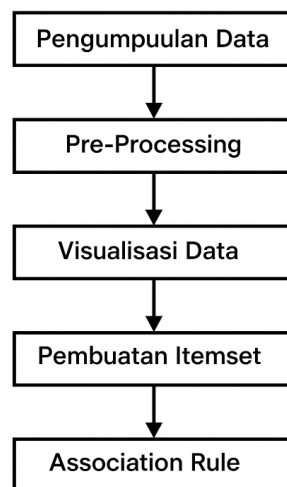 Pengumpuulan Data
Pre-Processing
Visualisasi Data
Pembuatan Itemset
Association Rule